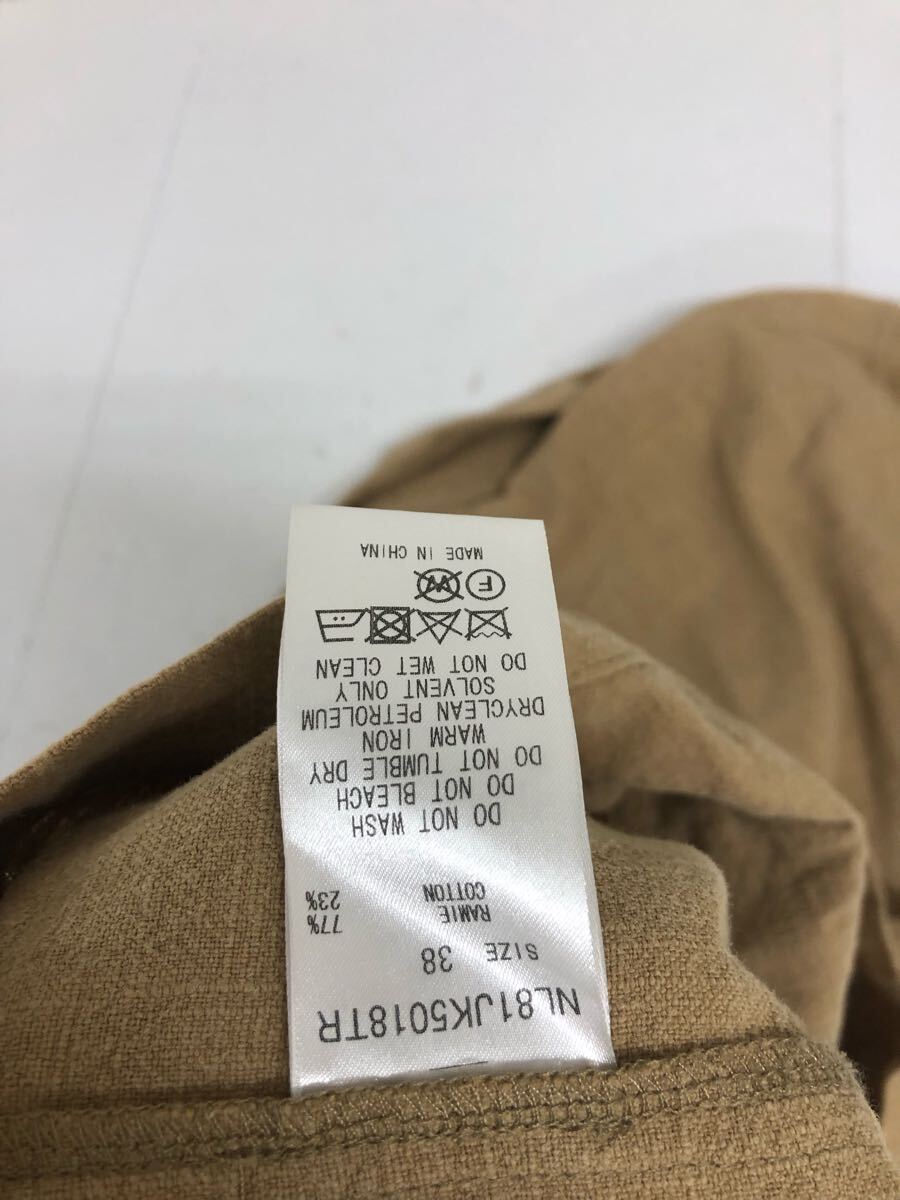 NL81JK5018TR
SIZE 38
RAMIE 77%
COTTON 23%
DO NOT WASH
DO NOT BLEACH
DO NOT TUMBLE DRY
WARM IRON
DRYCLEAN PETROLEUM
SOLVENT ONLY
DO NOT WET CLEAN
F W
MADE IN CHINA